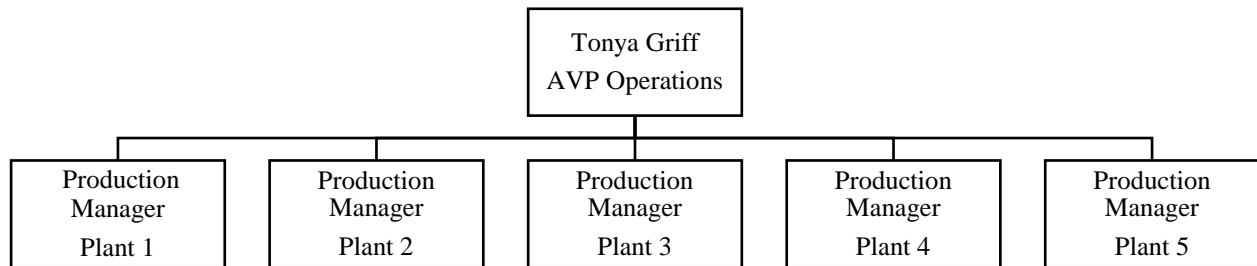 Tonya Griff
AVP Operations
Production
Manager
Plant 1
Production
Manager
Plant 2
Production
Manager
Plant 3
Production
Manager
Plant 4
Production
Manager
Plant 5